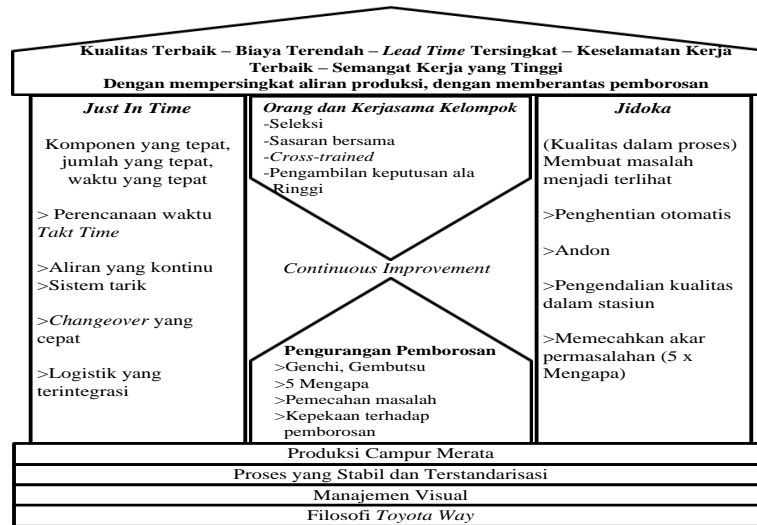 Kualitas Terbaik – Biaya Terendah – Lead Time Tersingkat – Keselamatan Kerja
Terbaik – Semangat Kerja yang Tinggi
Dengan mempersingkat aliran produksi, dengan memberantas pemborosan
Just In Time
Komponen yang tepat,
jumlah yang tepat,
waktu yang tepat
> Perencanaan waktu
Takt Time
>Aliran yang kontinu
>Sistem tarik
>Changeover yang
cepat
>Logistik yang
terintegrasi
Orang dan Kerjasama Kelompok
-Seleksi
-Sasaran bersama
-Cross-trained
-Pengambilan keputusan ala
Ringgi
Continuous Improvement
Pengurangan Pemborosan
>Genchi, Gembutsu
>5 Mengapa
>Pemecahan masalah
>Kepekaan terhadap
pemborosan
Jidoka
(Kualitas dalam proses)
Membuat masalah
menjadi terlihat
>Penghentian otomatis
>Andon
>Pengendalian kualitas
dalam stasiun
>Memecahkan akar
permasalahan (5 x
Mengapa)
Produksi Campur Merata
Proses yang Stabil dan Terstandarisasi
Manajemen Visual
Filosofi Toyota Way